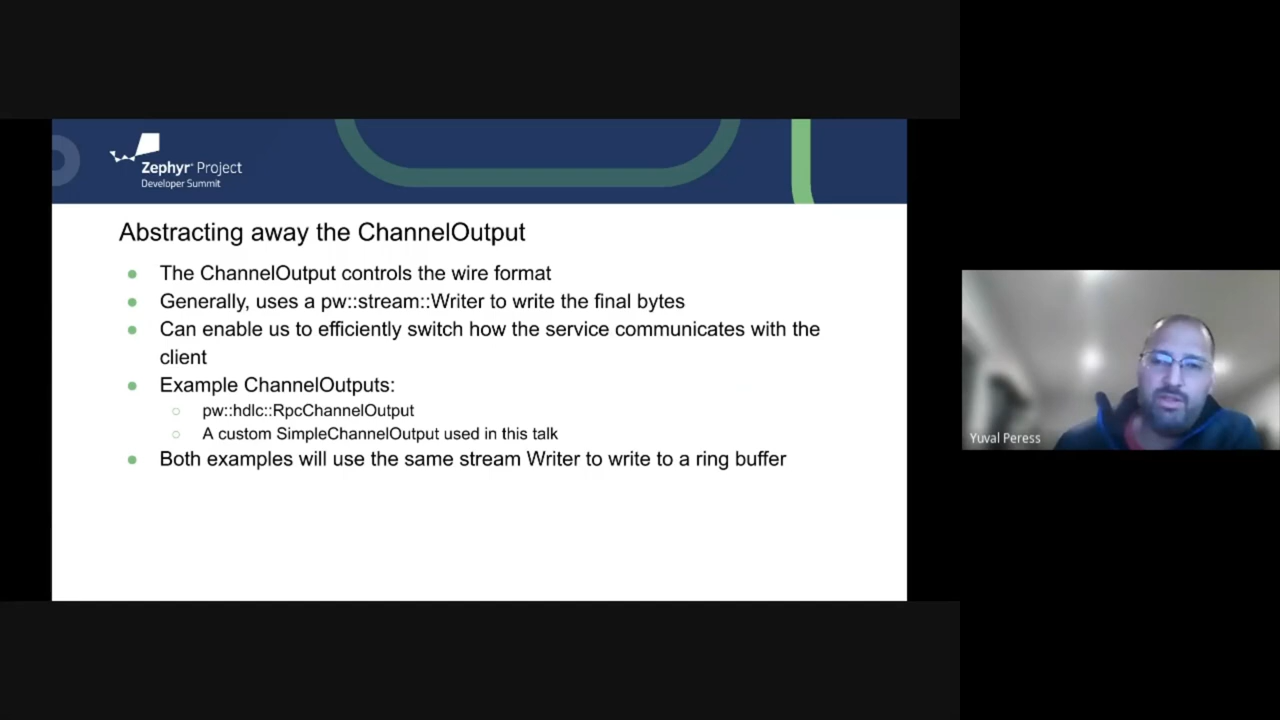 Zephyr® Project
Developer Summit
Abstracting away the ChannelOutput
The ChannelOutput controls the wire format
Generally, uses a pw::stream::Writer to write the final bytes
Can enable us to efficiently switch how the service communicates with the
client
Example ChannelOutputs:
pw::hdlc::RpcChannelOutput
A custom SimpleChannelOutput used in this talk
Both examples will use the same stream Writer to write to a ring buffer
Yuval Peress